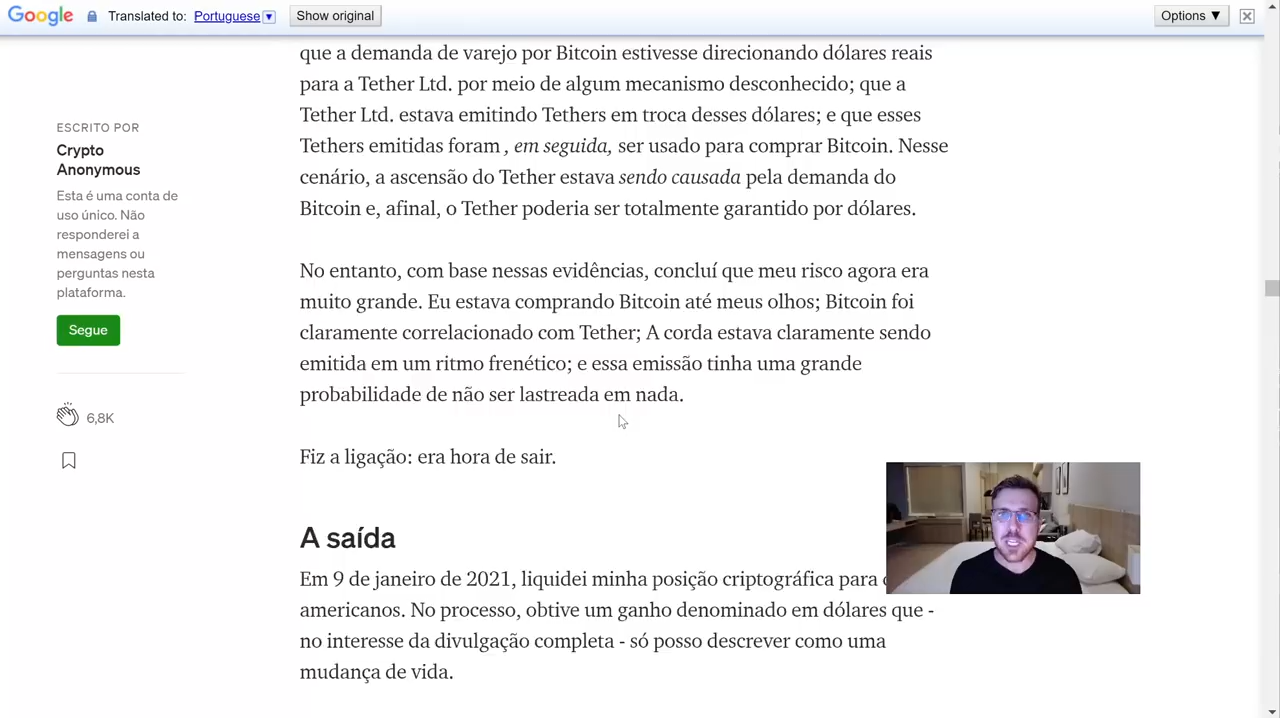 Google Translated to: Portuguese ▼ Show original Options ▼
que a demanda de varejo por Bitcoin estivesse direcionando dólares reais
para a Tether Ltd. por meio de algum mecanismo desconhecido; que a
Tether Ltd. estava emitindo Tethers em troca desses dólares; e que esses
Tethers emitidas foram , em seguida, ser usado para comprar Bitcoin. Nesse
cenário, a ascensão do Tether estava sendo causada pela demanda do
Bitcoin e, afinal, o Tether poderia ser totalmente garantido por dólares.
ESCRITO POR
Crypto
Anonymous
Esta é uma conta de
uso único. Não
responderei a
mensagens ou
perguntas nesta
plataforma.
Segue
6,8K
No entanto, com base nessas evidências, concluí que meu risco agora era
muito grande. Eu estava comprando Bitcoin até meus olhos; Bitcoin foi
claramente correlacionado com Tether; A corda estava claramente sendo
emitida em um ritmo frenético; e essa emissão tinha uma grande
probabilidade de não ser lastreada em nada.
Fiz a ligação: era hora de sair.
A saída
Em 9 de janeiro de 2021, liquidei minha posição criptográfica para
americanos. No processo, obtive um ganho denominado em dólares que -
no interesse da divulgação completa - só posso descrever como uma
mudança de vida.